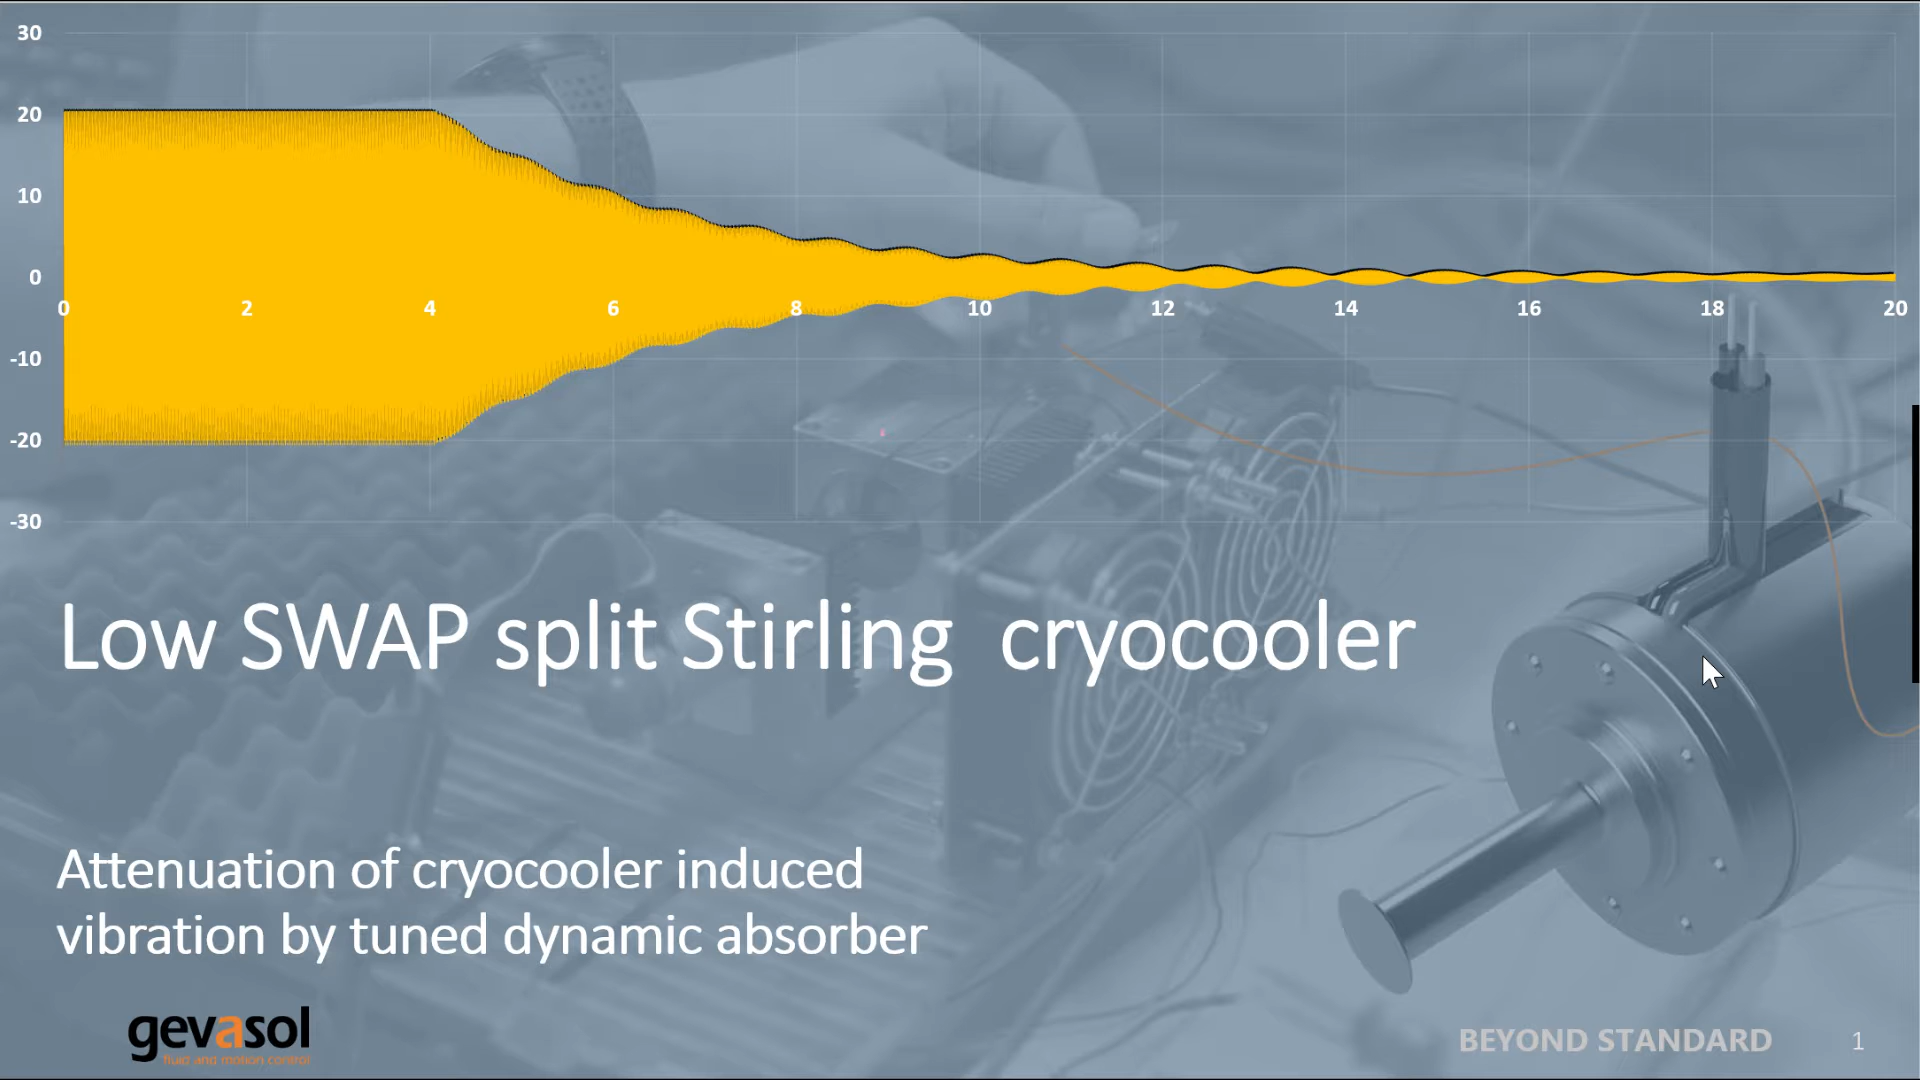 30
20
10
0
0 2 4 6 8 10 12 14 16 18 20
-10
-20
-30
Low SWAP split Stirling cryocooler
Attenuation of cryocooler induced
vibration by tuned dynamic absorber
gevasol
fluid and motion control
BEYOND STANDARD 1